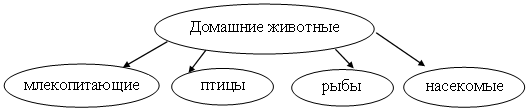 Домашние животные
млекопитающие
птицы
рыбы
насекомые